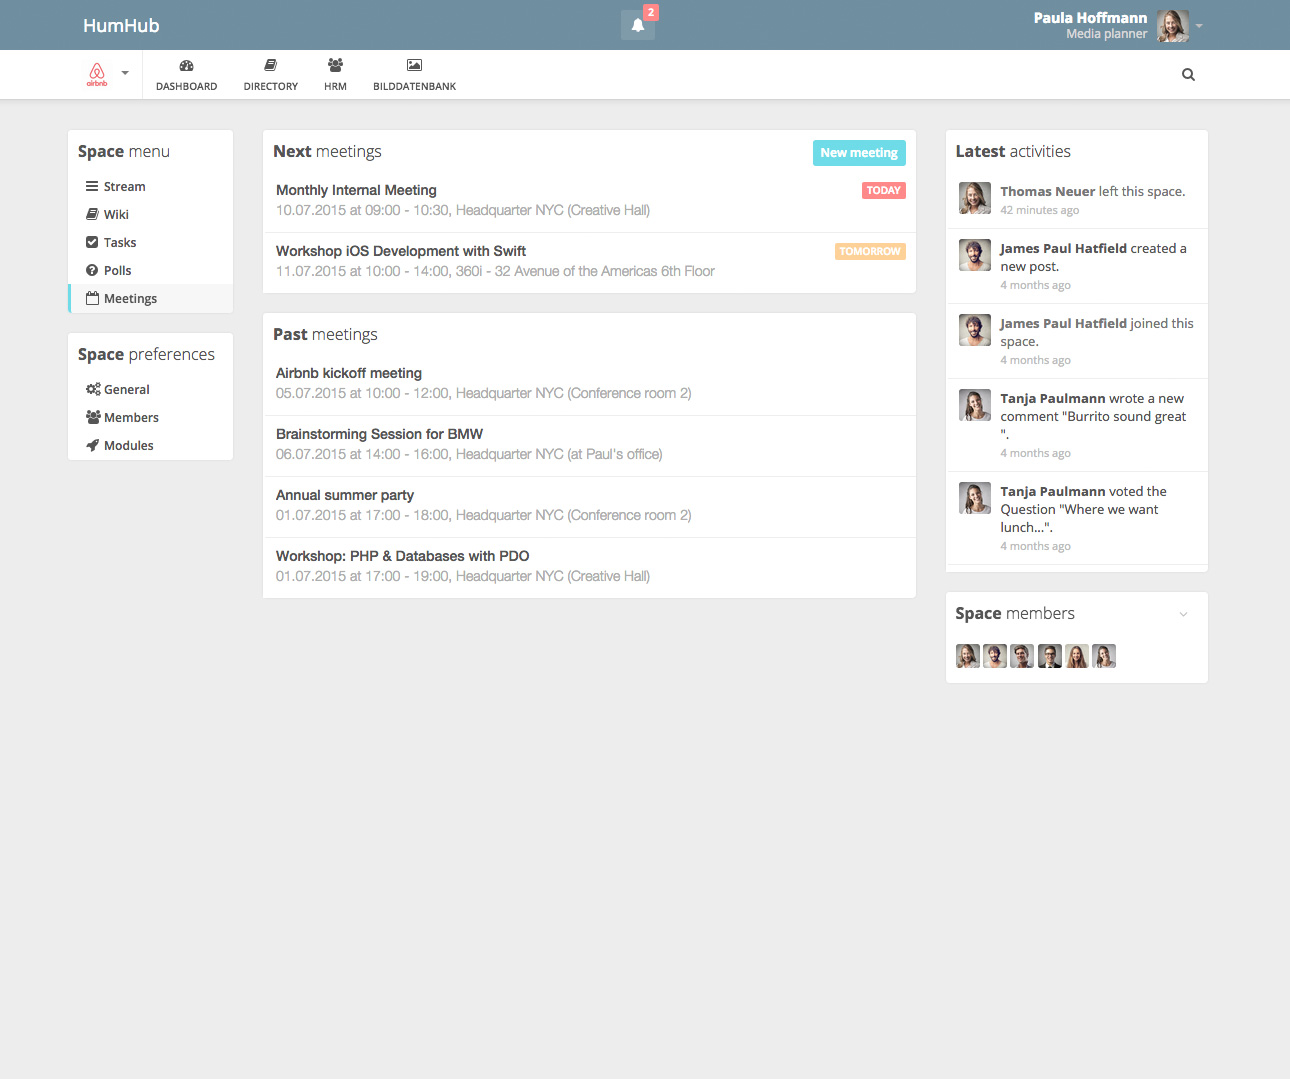 HumHub
2
Paula Hoffmann
Media planner
airbnb
DASHBOARD
DIRECTORY
HRM
BILDDATENBANK
Space menu
Stream
Wiki
Tasks
Polls
Meetings
Space preferences
General
Members
Modules
Next meetings
New meeting
Monthly Internal Meeting
TODAY
10.07.2015 at 09:00 - 10:30, Headquarter NYC (Creative Hall)
Workshop iOS Development with Swift
TOMORROW
11.07.2015 at 10:00 - 14:00, 360i - 32 Avenue of the Americas 6th Floor
Past meetings
Airbnb kickoff meeting
05.07.2015 at 10:00 - 12:00, Headquarter NYC (Conference room 2)
Brainstorming Session for BMW
06.07.2015 at 14:00 - 16:00, Headquarter NYC (at Paul's office)
Annual summer party
01.07.2015 at 17:00 - 18:00, Headquarter NYC (Conference room 2)
Workshop: PHP & Databases with PDO
01.07.2015 at 17:00 - 19:00, Headquarter NYC (Creative Hall)
Latest activities
Thomas Neuer left this space.
42 minutes ago
James Paul Hatfield created a
new post.
4 months ago
James Paul Hatfield joined this
space.
4 months ago
Tanja Paulmann wrote a new
comment "Burrito sound great
".
4 months ago
Tanja Paulmann voted the
Question "Where we want
lunch...".
4 months ago
Space members